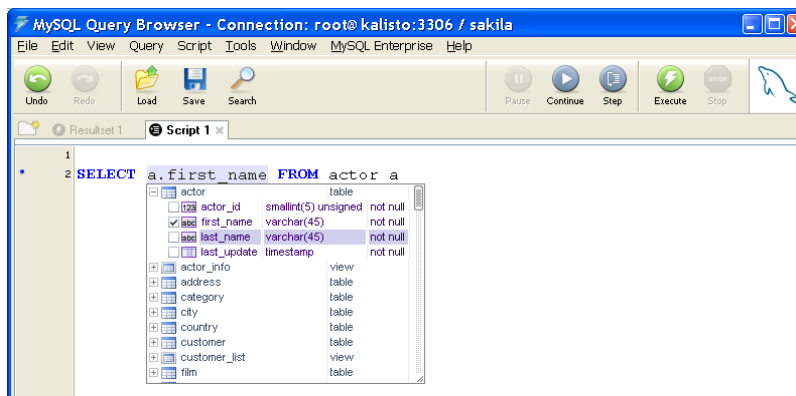 MySQL Query Browser - Connection: root@kalisto:3306 / sakila
File Edit View Query Script Tools Window MySQL Enterprise Help
Undo Redo Load Save Search Pause Continue Step Execute Stop
Resultset 1 Script 1
1
2 SELECT a.first_name FROM actor a
actor table
123 actor_id smallint(5) unsigned not null
abc first_name varchar(45) not null
abc last_name varchar(45) not null
last_update timestamp not null
actor_info view
address table
category table
city table
country table
customer table
customer_list view
film table